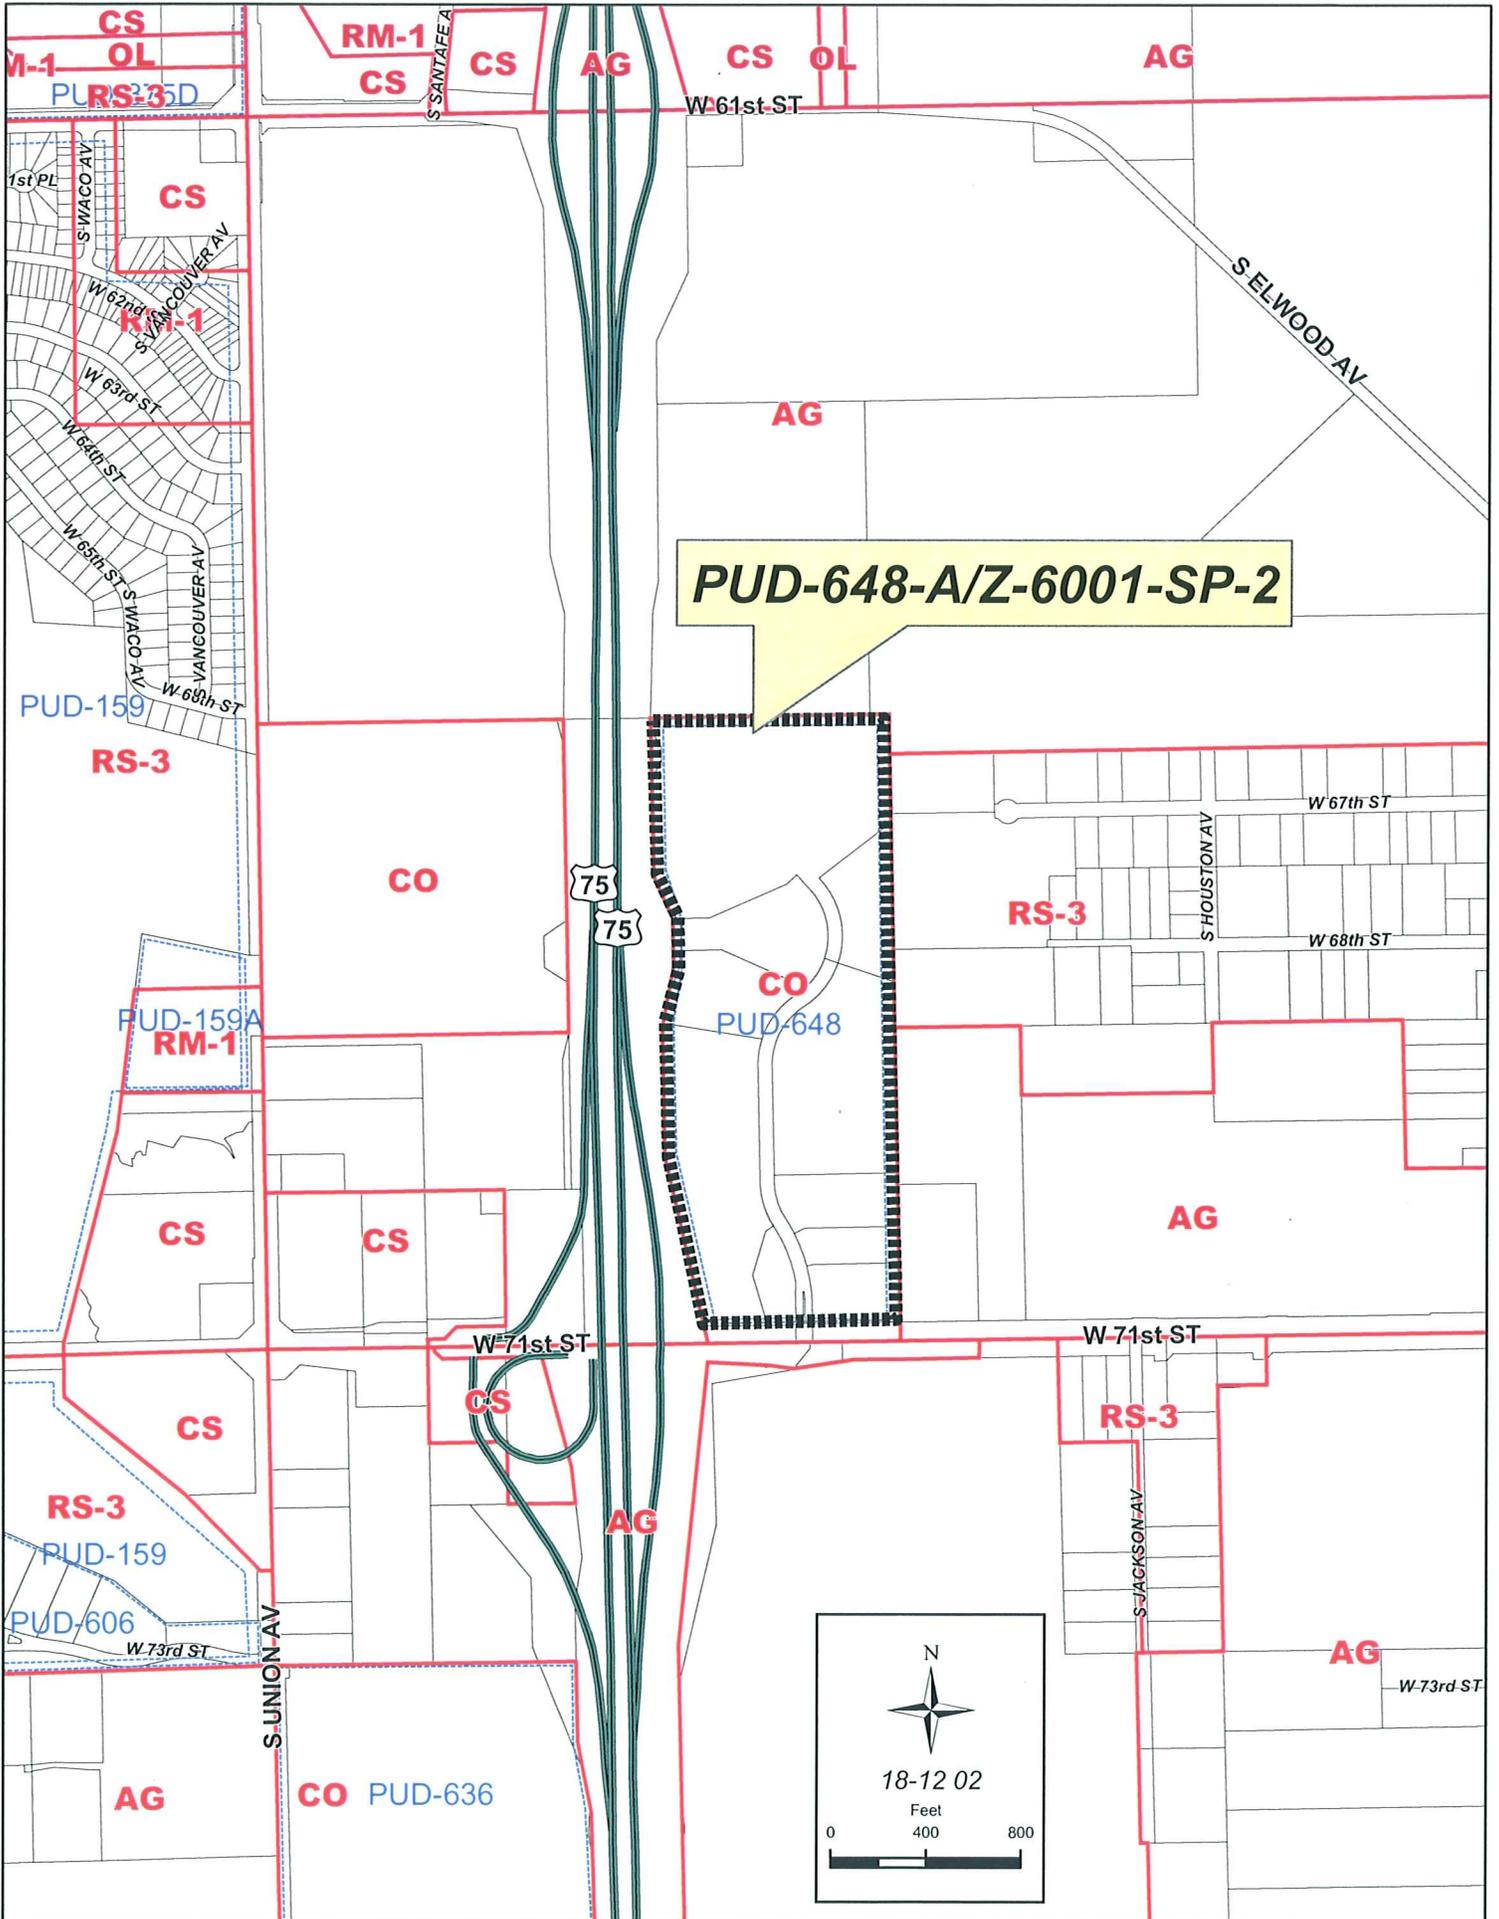 CS
OL
M-1
RS-3
RM-1
CS
S SANTAFE A
CS
AG
CS
OL
AG
W 61st ST
1st PL
S WACO AV
CS
S VANCOUVER AV
W 62nd S
RM-1
W 63rd ST
W 64th ST
S ELWOOD AV
AG
W 65th ST
S WACO AV
S VANCOUVER AV
PUD-648-A/Z-6001-SP-2
W 68th ST
PUD-159
RS-3
W 67th ST
S HOUSTON AV
CO
75
75
RS-3
W 68th ST
CO
PUD-648
PUD-159A
RM-1
CS
CS
AG
W 71st ST
W 71st ST
CS
CS
RS-3
RS-3
AG
S JACKSON AV
PUD-159
PUD-606
W 73rd ST
S UNION AV
AG
W 73rd ST
AG
CO
PUD-636
N
18-12 02
Feet
0 400 800